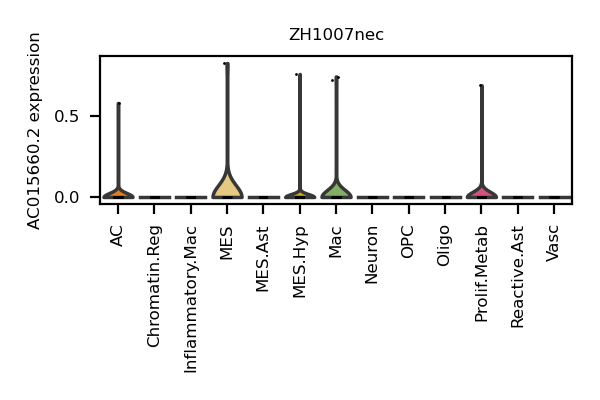 ZH1007nec
AC015660.2 expression
0.5
0.0
AC
Chromatin.Reg
Inflammatory.Mac
MES
MES.Ast
MES.Hyp
Mac
Neuron
OPC
Oligo
Prolif.Metab
Reactive.Ast
Vasc